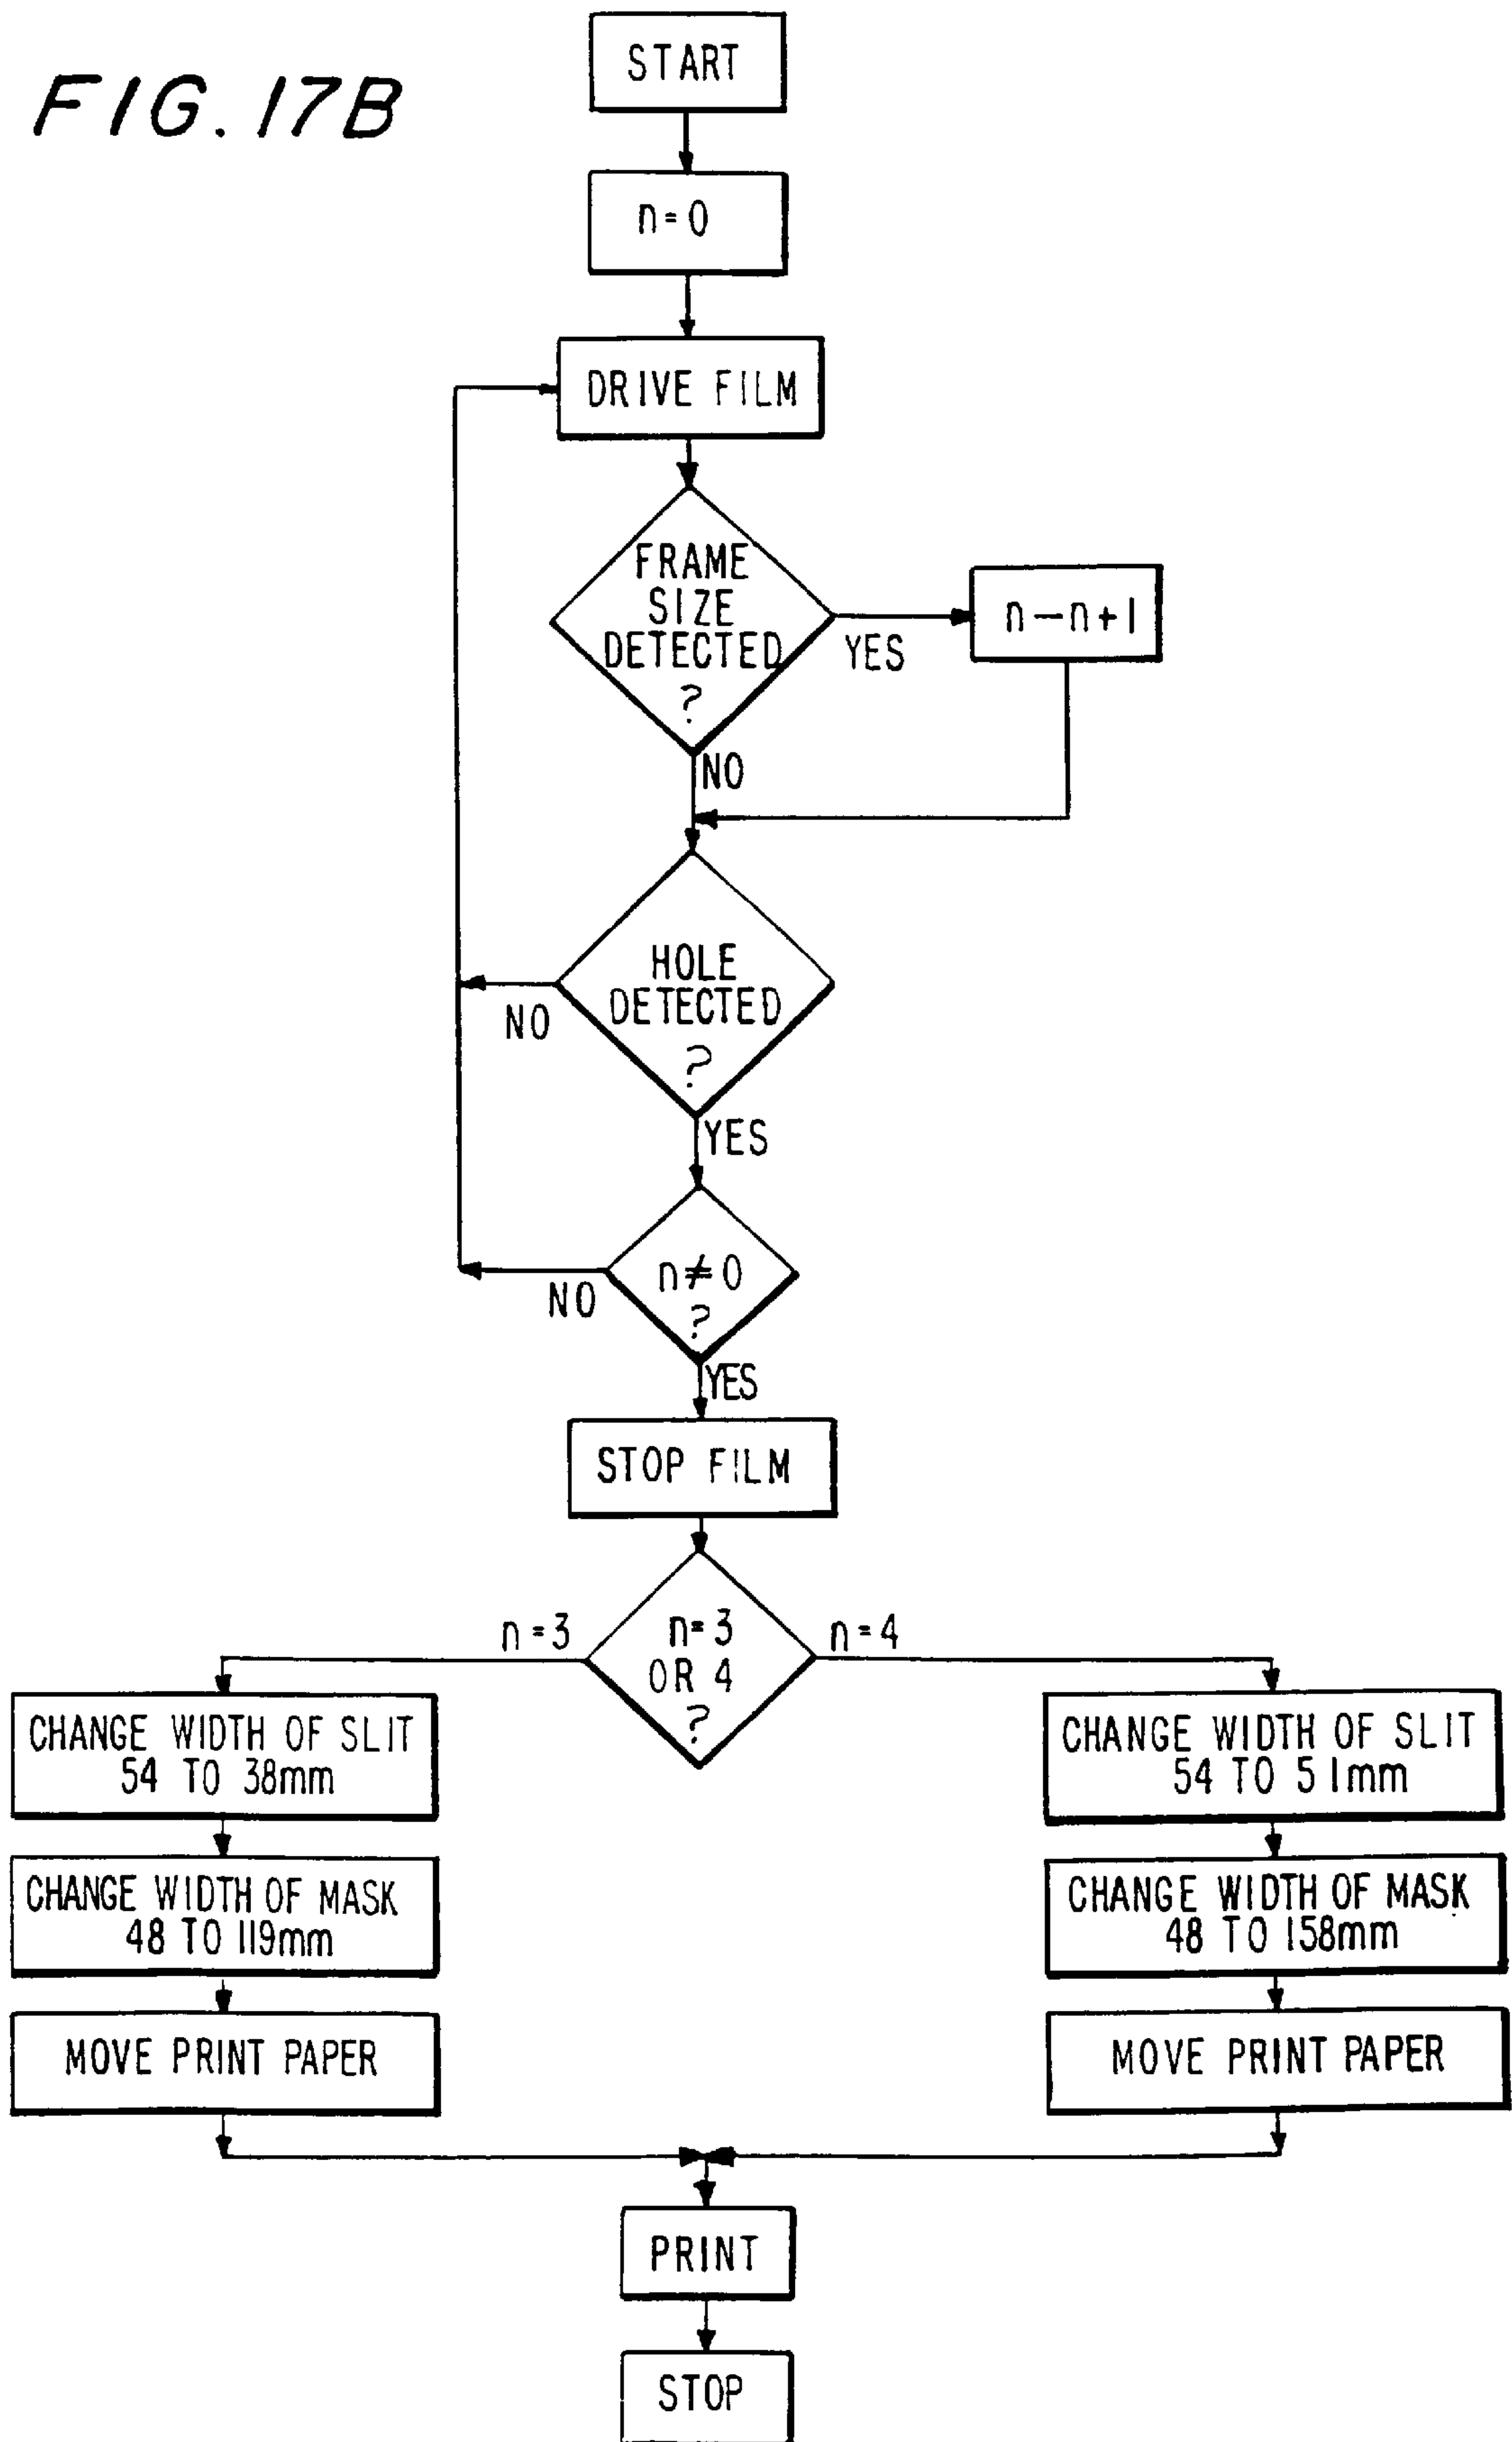 FIG. 17B
START
n=0
DRIVE FILM
FRAME
SIZE
DETECTED
?
YES
n—n+1
NO
HOLE
DETECTED
?
NO
YES
n≠0
?
NO
YES
STOP FILM
n=3
n=3
OR 4
?
n=4
CHANGE WIDTH OF SLIT
54 TO 38mm
CHANGE WIDTH OF SLIT
54 TO 51mm
CHANGE WIDTH OF MASK
48 TO 119mm
CHANGE WIDTH OF MASK
48 TO 158mm
MOVE PRINT PAPER
MOVE PRINT PAPER
PRINT
STOP